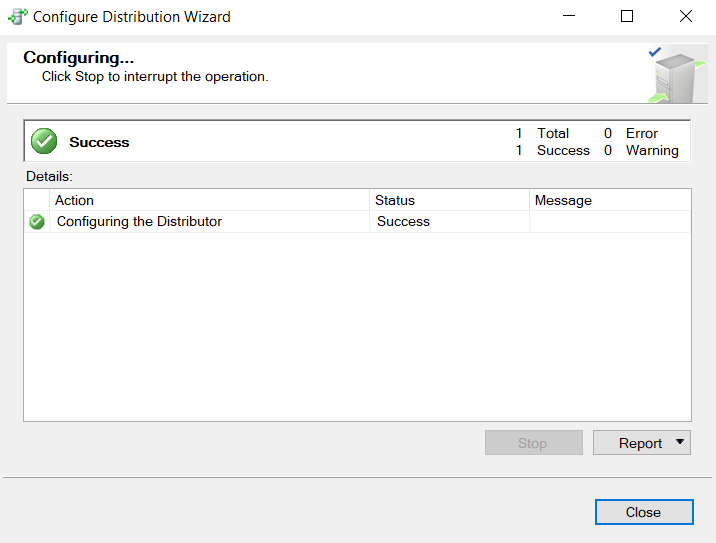 Configure Distribution Wizard
Configuring...
Click Stop to interrupt the operation.
Success
1 Total 0 Error
1 Success 0 Warning
Details:
Action Status Message
Configuring the Distributor Success
Stop Report
Close